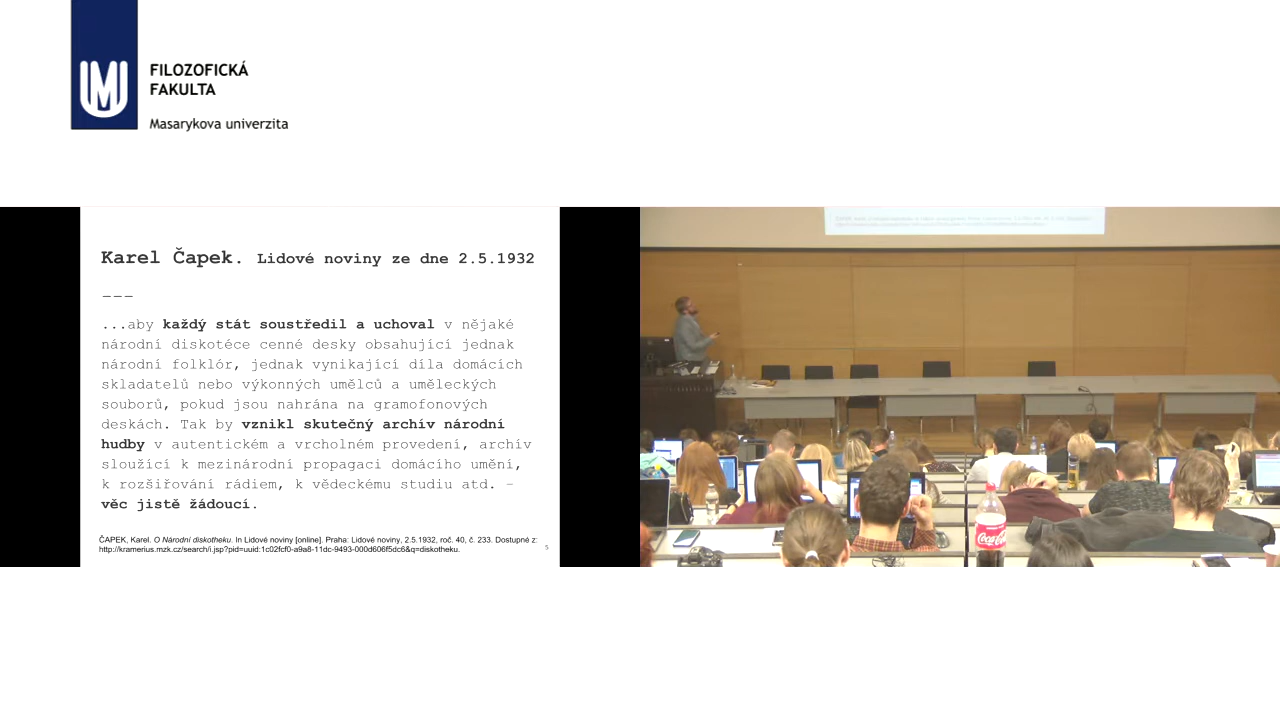 FILOZOFICKÁ
FAKULTA
Masarykova univerzita
Karel Čapek. Lidové noviny ze dne 2.5.1932
---
...aby každý stát soustředil a uchoval v nějaké
národní diskotéce cenné desky obsahující jednak
národní folklór, jednak vynikající díla domácích
skladatelů nebo výkonných umělců a uměleckých
souborů, pokud jsou nahrána na gramofonových
deskách. Tak by vznikl skutečný archív národní
hudby v autentickém a vrcholném provedení, archív
sloužící k mezinárodní propagaci domácího umění,
k rozšiřování rádiem, k vědeckému studiu atd. –
věc jistě žádoucí.
ČAPEK, Karel. O Národní diskotheku. In Lidové noviny [online]. Praha: Lidové noviny, 2.5.1932, roč. 40, č. 233. Dostupné z:
http://kramerius.mzk.cz/search/i.jsp?pid=uuid:1c02fcf0-a9a8-11dc-9493-000d606f5dc6&q=diskotheku.
5
Coca-Cola